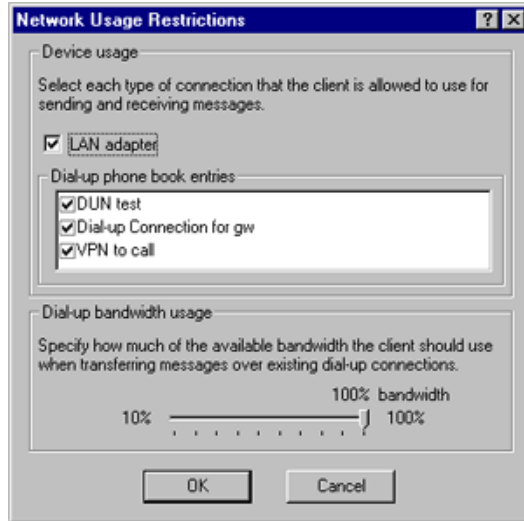 Network Usage Restrictions
Device usage
Select each type of connection that the client is allowed to use for
sending and receiving messages.
LAN adapter
Dial-up phone book entries
DUN test
Dial-up Connection for gw
VPN to call
Dial-up bandwidth usage
Specify how much of the available bandwidth the client should use
when transferring messages over existing dial-up connections.
100% bandwidth
10% 100%
OK Cancel